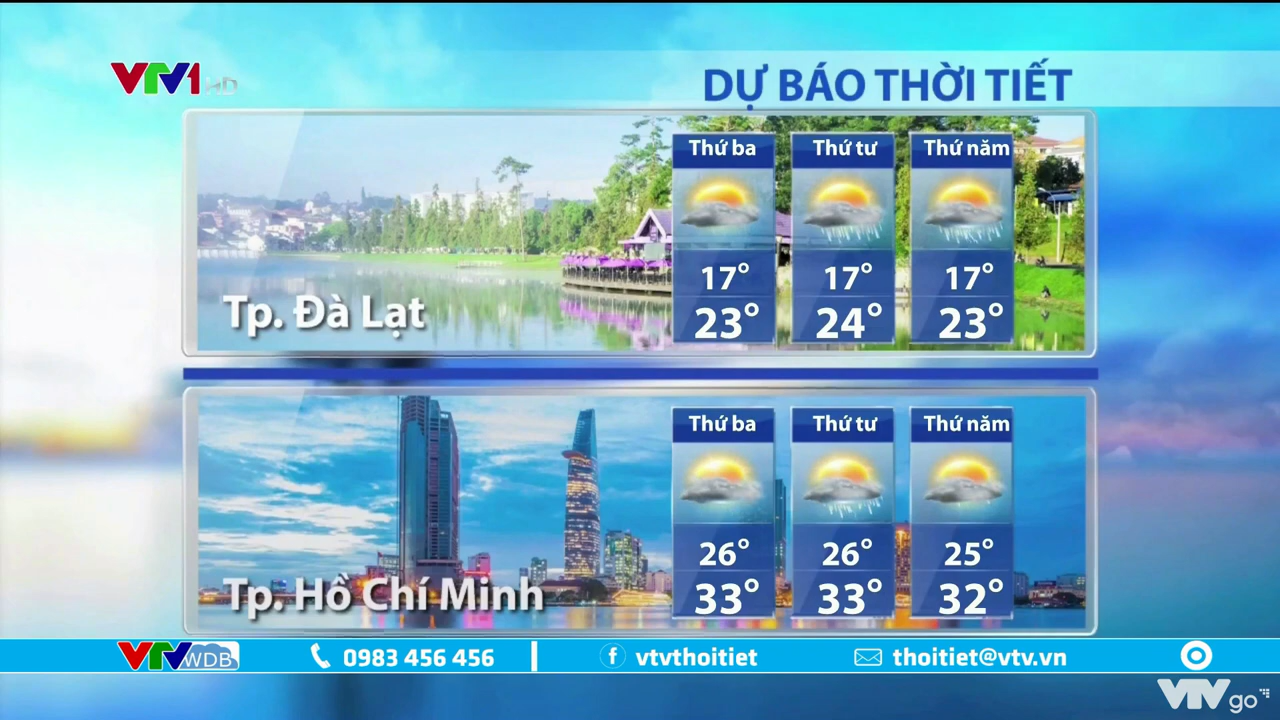 VTV1 HD
DỰ BÁO THỜI TIẾT
Thứ ba Thứ tư Thứ năm
17° 17° 17°
23° 24° 23°
Tp. Đà Lạt
Thứ ba Thứ tư Thứ năm
26° 26° 25°
33° 33° 32°
Tp. Hồ Chí Minh
VTV WDB 0983 456 456 vtvthoitiet thoitiet@vtv.vn
VTV go